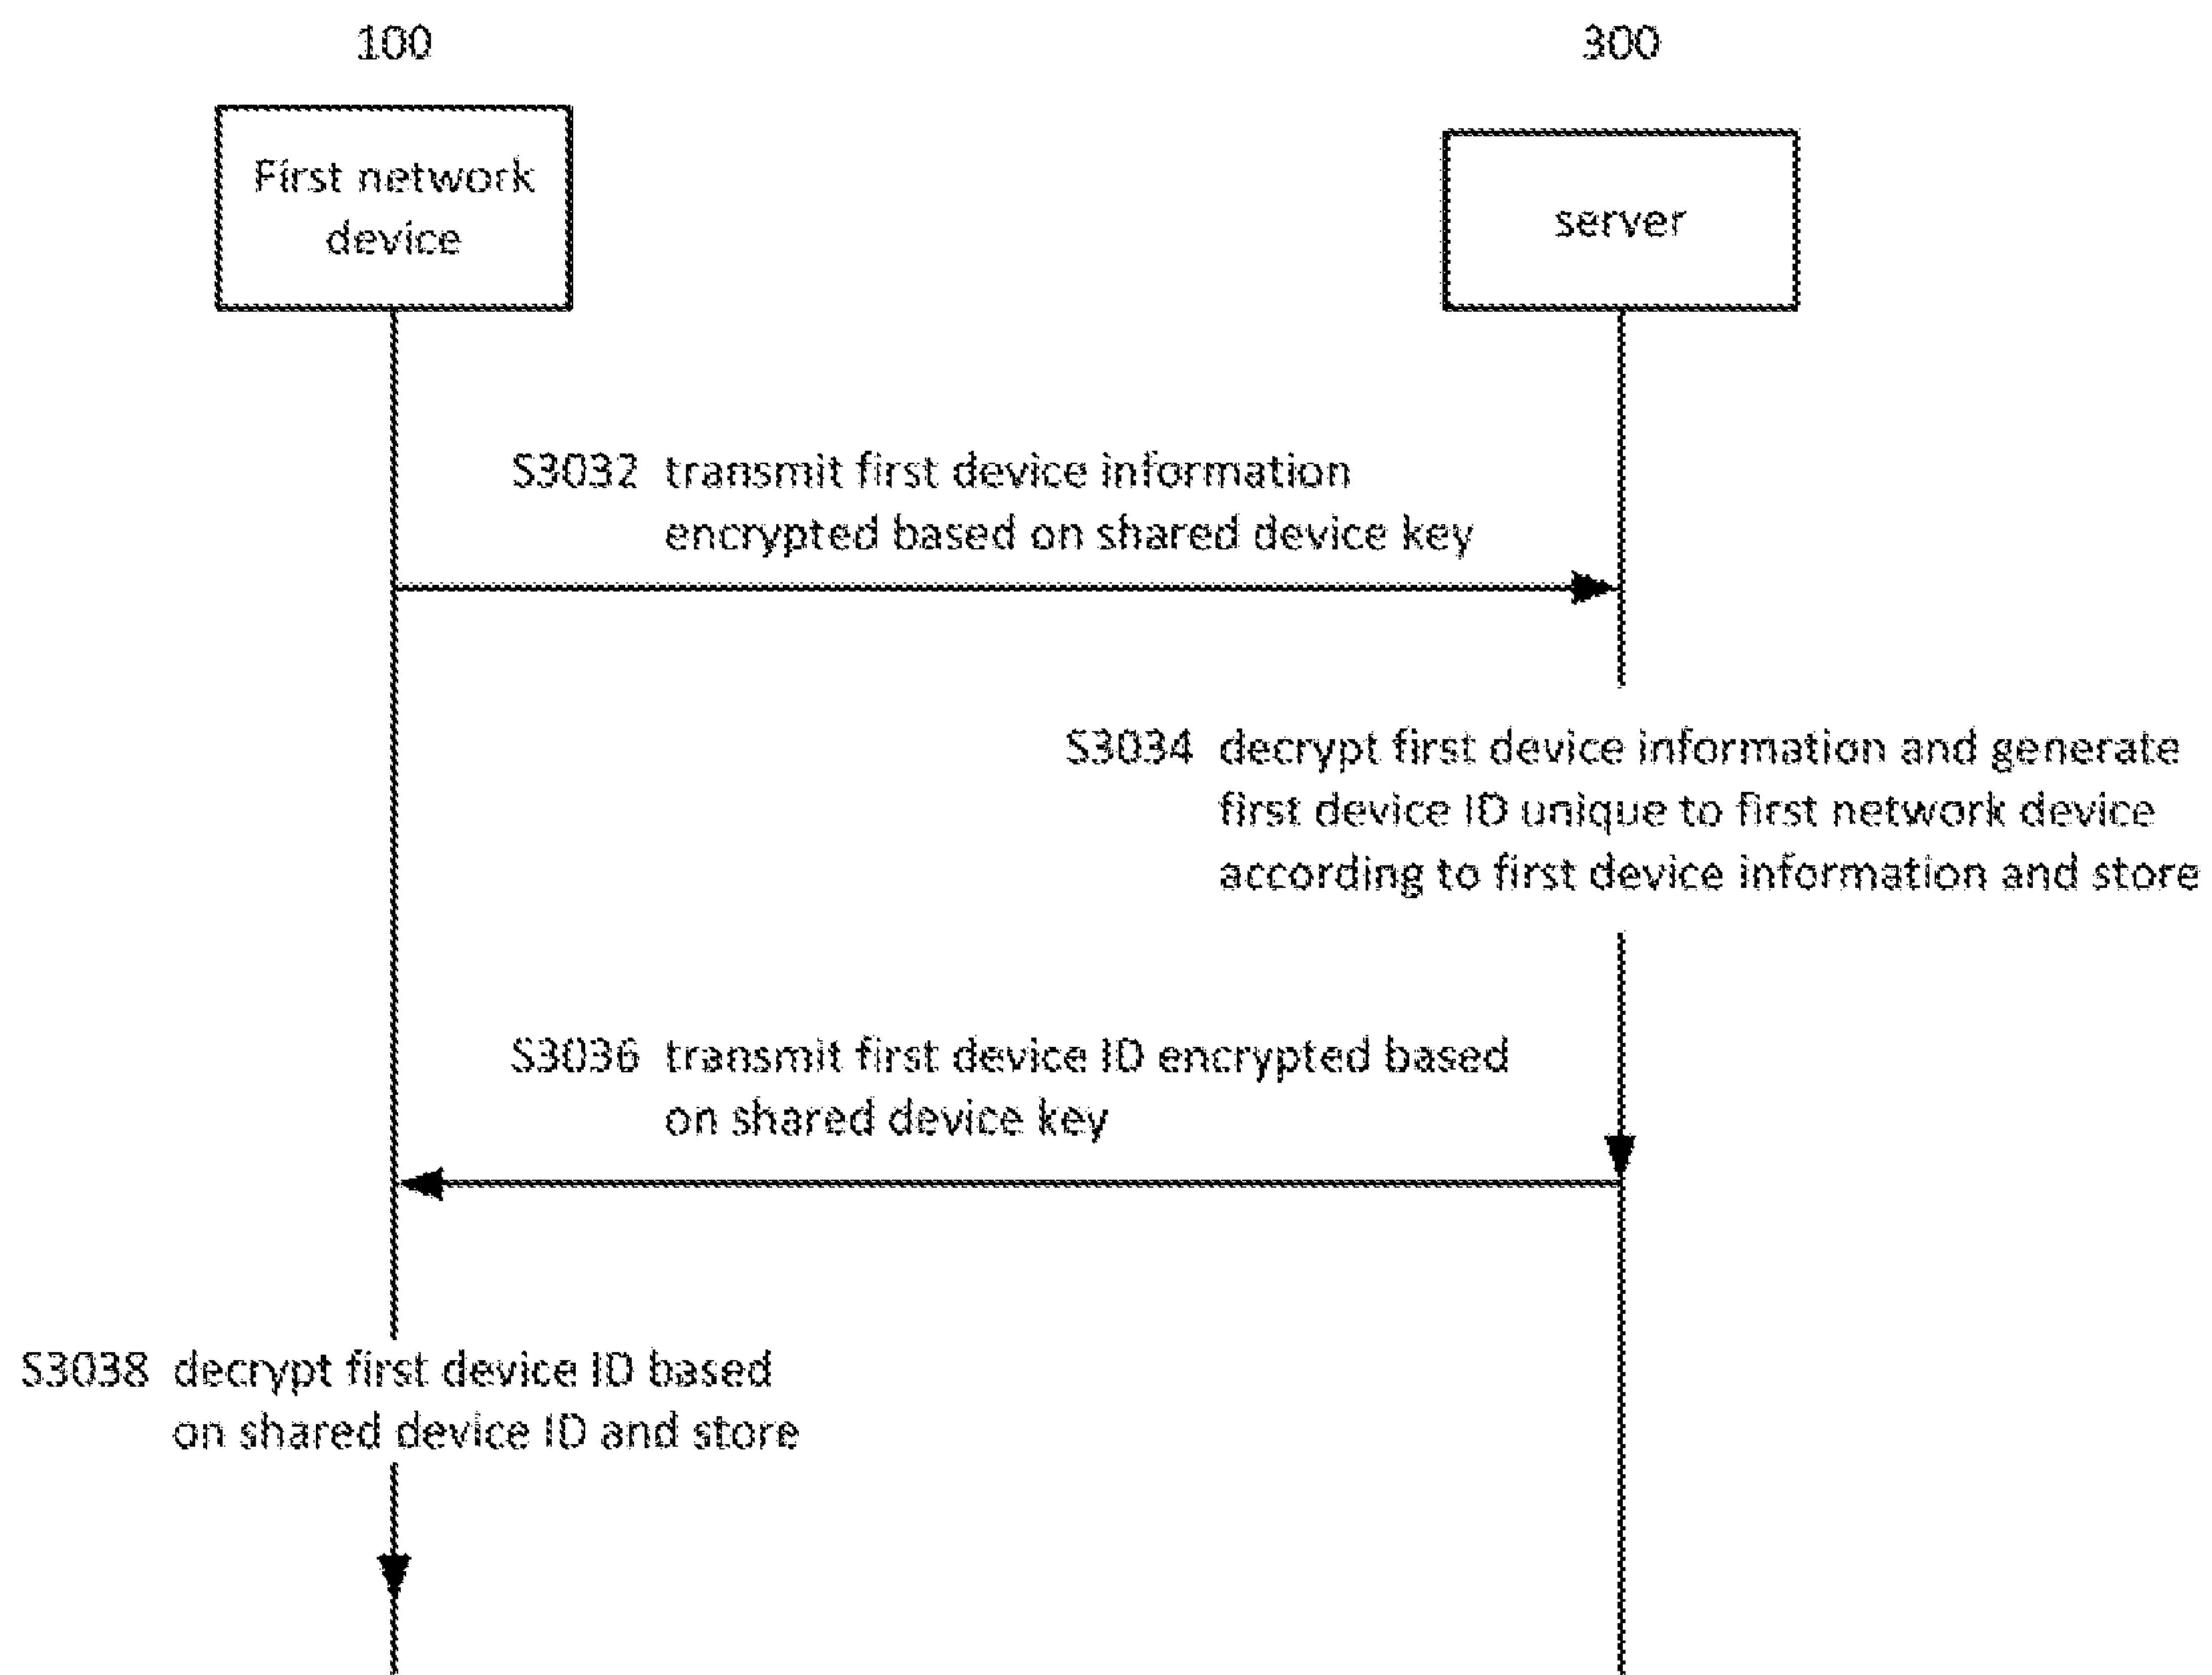 100
300
First network
device
server
S3032 transmit first device information
encrypted based on shared device key
S3034 decrypt first device information and generate
first device ID unique to first network device
according to first device information and store
S3036 transmit first device ID encrypted based
on shared device key
S3038 decrypt first device ID based
on shared device ID and store